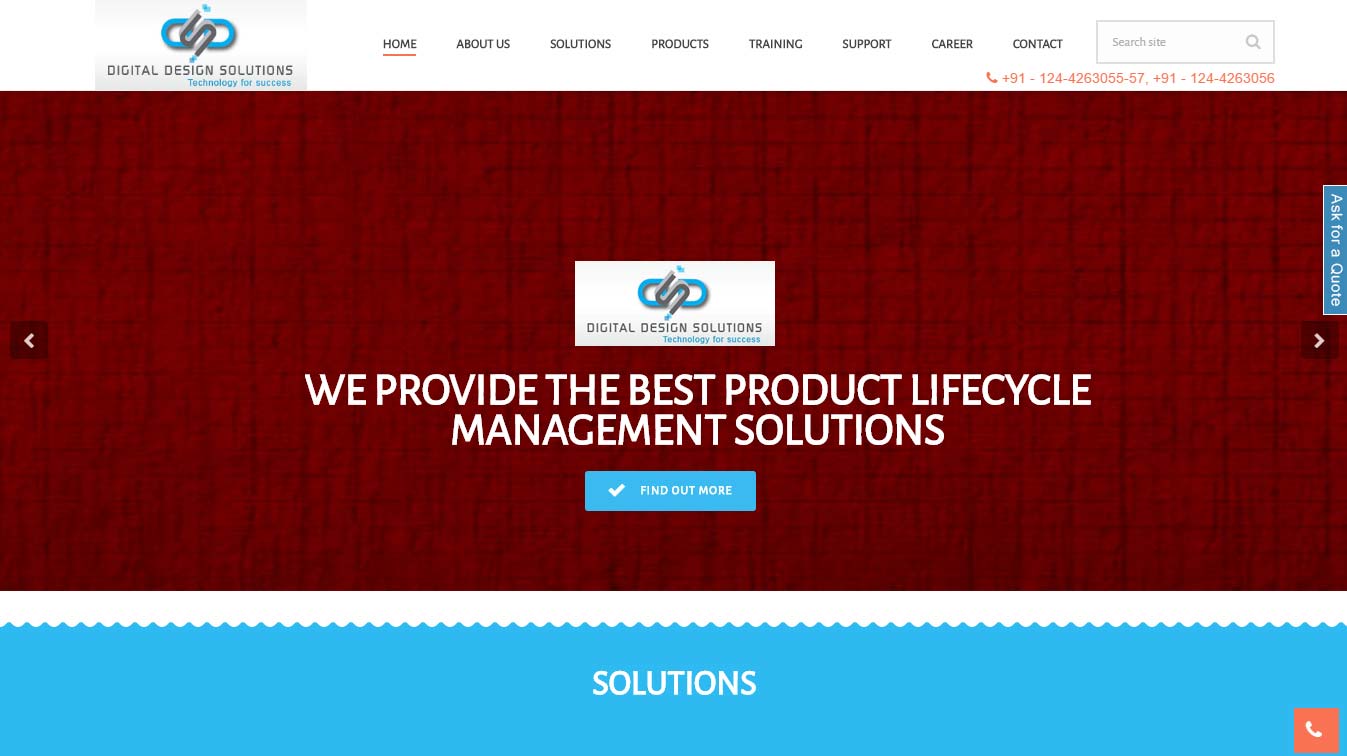 DIGITAL DESIGN SOLUTIONS
Technology for success
HOME
ABOUT US
SOLUTIONS
PRODUCTS
TRAINING
SUPPORT
CAREER
CONTACT
Search site
+91 - 124-4263055-57, +91 - 124-4263056
Ask for a Quote
DIGITAL DESIGN SOLUTIONS
Technology for success
WE PROVIDE THE BEST PRODUCT LIFECYCLE
MANAGEMENT SOLUTIONS
FIND OUT MORE
SOLUTIONS